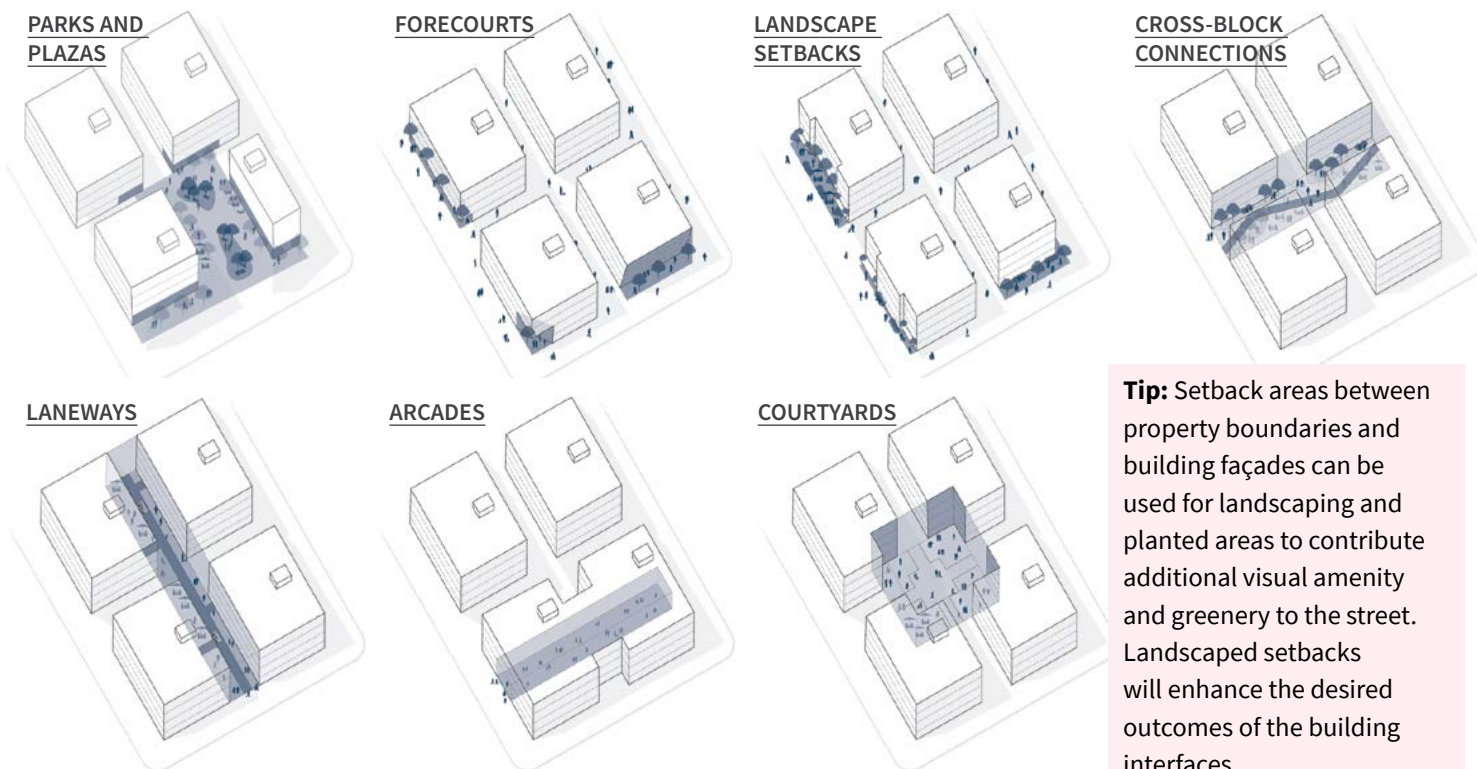 PARKS AND
PLAZAS
FORECOURTS
LANDSCAPE
SETBACKS
CROSS-BLOCK
CONNECTIONS
LANEWAYS
ARCADES
COURTYARDS
Tip: Setback areas between
property boundaries and
building façades can be
used for landscaping and
planted areas to contribute
additional visual amenity
and greenery to the street.
Landscaped setbacks
will enhance the desired
outcomes of the building
interfaces